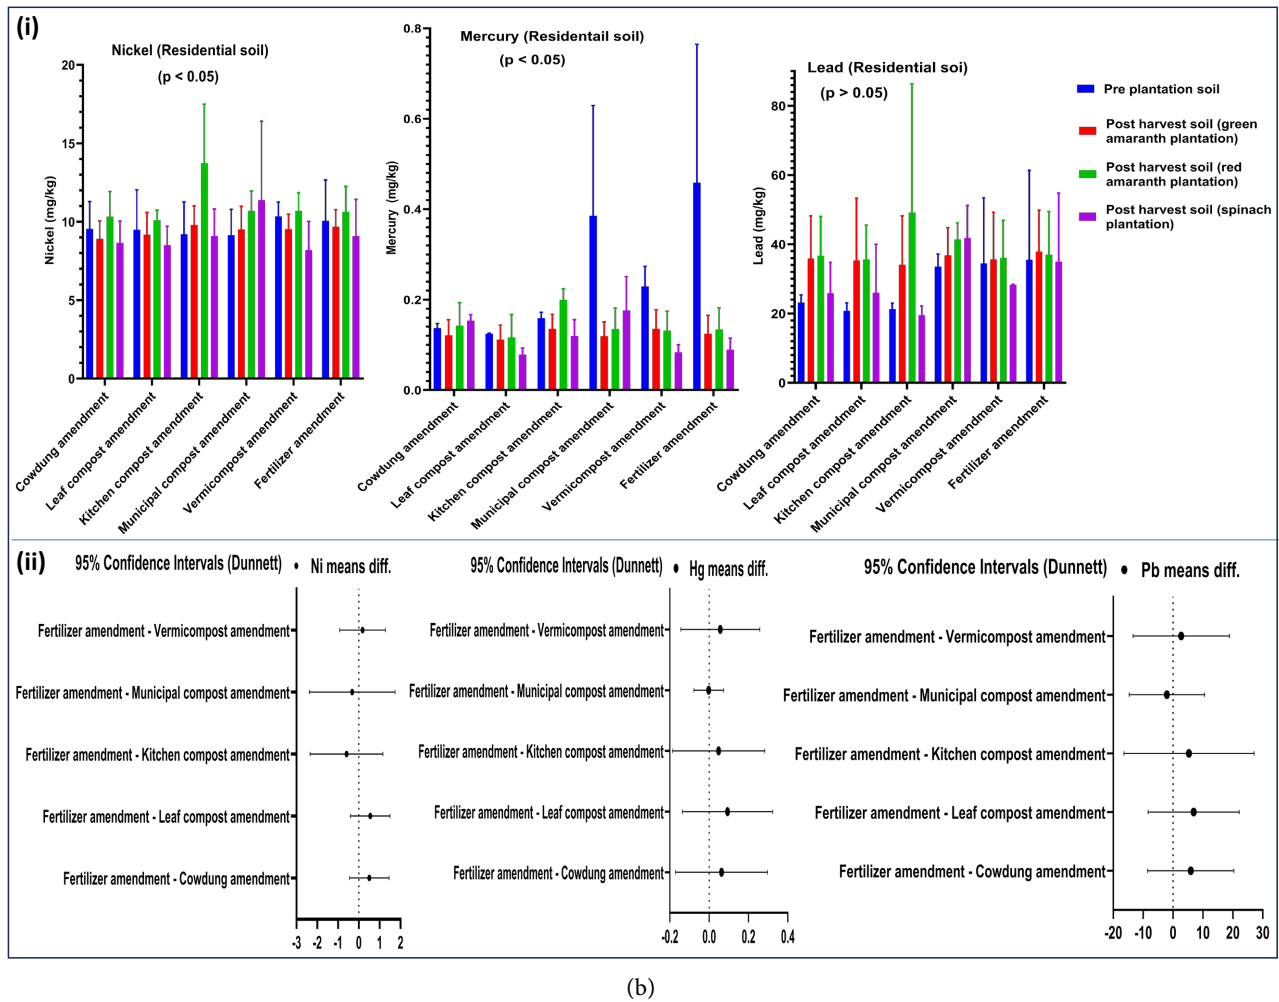 (i)
Nickel (Residential soil)
(p < 0.05)
Nickel (mg/kg)
20
15
10
5
0
Cowdung amendment
Leaf compost amendment
Kitchen compost amendment
Municipal compost amendment
Vermicompost amendment
Fertilizer amendment
Mercury (Residentail soil)
(p < 0.05)
Mercury (mg/kg)
0.8
0.6
0.4
0.2
0.0
Cowdung amendment
Leaf compost amendment
Kitchen compost amendment
Municipal compost amendment
Vermicompost amendment
Fertilizer amendment
Lead (Residential soi)
(p > 0.05)
Lead (mg/kg)
80
60
40
20
0
Cowdung amendment
Leaf compost amendment
Kitchen compost amendment
Municipal compost amendment
Vermicompost amendment
Fertilizer amendment
Pre plantation soil
Post harvest soil (green
amaranth plantation)
Post harvest soil (red
amaranth plantation)
Post harvest soil (spinach
plantation)
(ii)
95% Confidence Intervals (Dunnett)
Ni means diff.
Fertilizer amendment - Vermicompost amendment
Fertilizer amendment - Municipal compost amendment
Fertilizer amendment - Kitchen compost amendment
Fertilizer amendment - Leaf compost amendment
Fertilizer amendment - Cowdung amendment
-3 -2 -1 0 1 2
95% Confidence Intervals (Dunnett)
Hg means diff.
Fertilizer amendment - Vermicompost amendment
Fertilizer amendment - Municipal compost amendment
Fertilizer amendment - Kitchen compost amendment
Fertilizer amendment - Leaf compost amendment
Fertilizer amendment - Cowdung amendment
-0.2 0.0 0.2 0.4
95% Confidence Intervals (Dunnett)
Pb means diff.
Fertilizer amendment - Vermicompost amendment
Fertilizer amendment - Municipal compost amendment
Fertilizer amendment - Kitchen compost amendment
Fertilizer amendment - Leaf compost amendment
Fertilizer amendment - Cowdung amendment
-20 -10 0 10 20 30
(b)